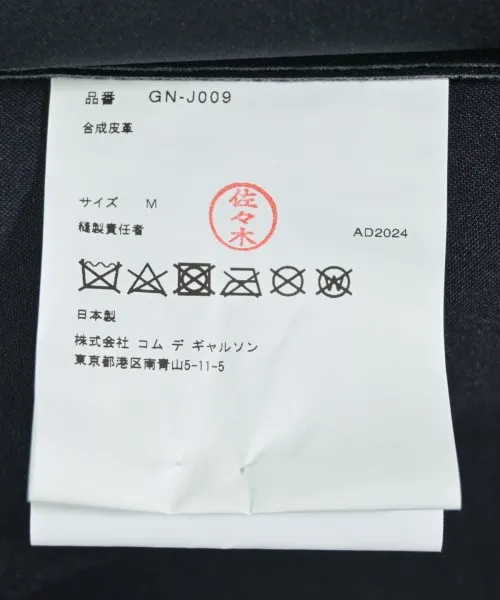 品番 GN-J009
合成皮革
サイズ M
縫製責任者
佐々木
AD2024
日本製
株式会社 コム デ ギャルソン
東京都港区南青山5-11-5